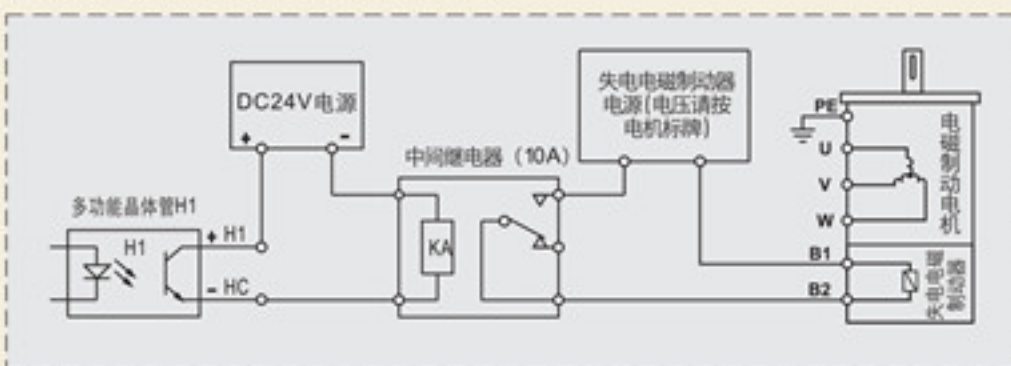 DC24V电源
+ -
失电电磁制动器
电源(电压请按
电机标牌)
中间继电器(10A)
多功能晶体管H1
H1
+ H1
- HC
KA
PE
U
V
W
B1
B2
电磁制动电机
失电电磁
制动器